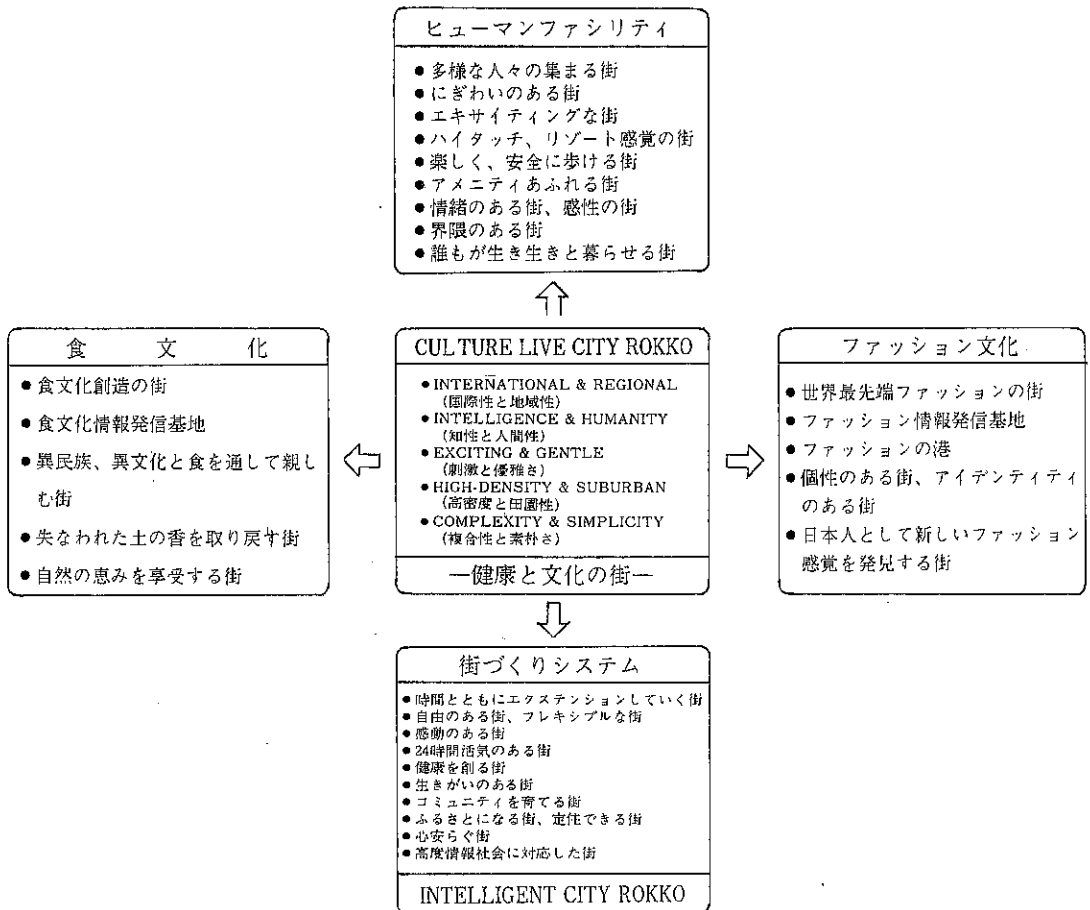 ヒューマンファシリティ
●多様な人々の集まる街
●にぎわいのある街
●エキサイティングな街
●ハイタッチ、リゾート感覚の街
●楽しく、安全に歩ける街
●アメニティあふれる街
●情緒のある街、感性の街
●界隈のある街
●誰もが生き生きと暮らせる街
食文化
●食文化創造の街
●食文化情報発信基地
●異民族、異文化と食を通して親し
む街
●失なわれた土の香を取り戻す街
●自然の恵みを享受する街
CULTURE LIVE CITY ROKKO
●INTERNATIONAL & REGIONAL
(国際性と地域性)
●INTELLIGENCE & HUMANITY
(知性と人間性)
●EXCITING & GENTLE
(刺激と優雅さ)
●HIGH-DENSITY & SUBURBAN
(高密度と田園性)
●COMPLEXITY & SIMPLICITY
(複合性と素朴さ)
―健康と文化の街―
ファッション文化
●世界最先端ファッションの街
●ファッション情報発信基地
●ファッションの港
●個性のある街、アイデンティティ
のある街
●日本人として新しいファッション
感覚を発見する街
街づくりシステム
●時間とともにエクステンションしていく街
●自由のある街、フレキシブルな街
●感動のある街
●24時間活気のある街
●健康を創る街
●生きがいのある街
●コミュニティを育てる街
●ふるさとになる街、定住できる街
●心安らぐ街
●高度情報社会に対応した街
INTELLIGENT CITY ROKKO